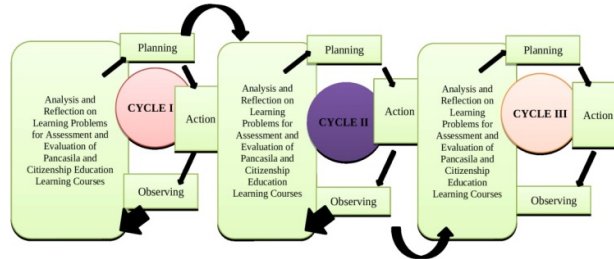 Planning
Analysis and
Reflection on
Learning
Problems for
Assessment and
Evaluation of
Pancasila and
Citizenship
Education
Learning Courses
CYCLE I
Action
Observing
Planning
Analysis and
Reflection on
Learning
Problems for
Assessment and
Evaluation of
Pancasila and
Citizenship
Education
Learning Courses
CYCLE II
Action
Observing
Planning
Analysis and
Reflection on
Learning
Problems for
Assessment and
Evaluation of
Pancasila and
Citizenship
Education
Learning Courses
CYCLE III
Action
Observing